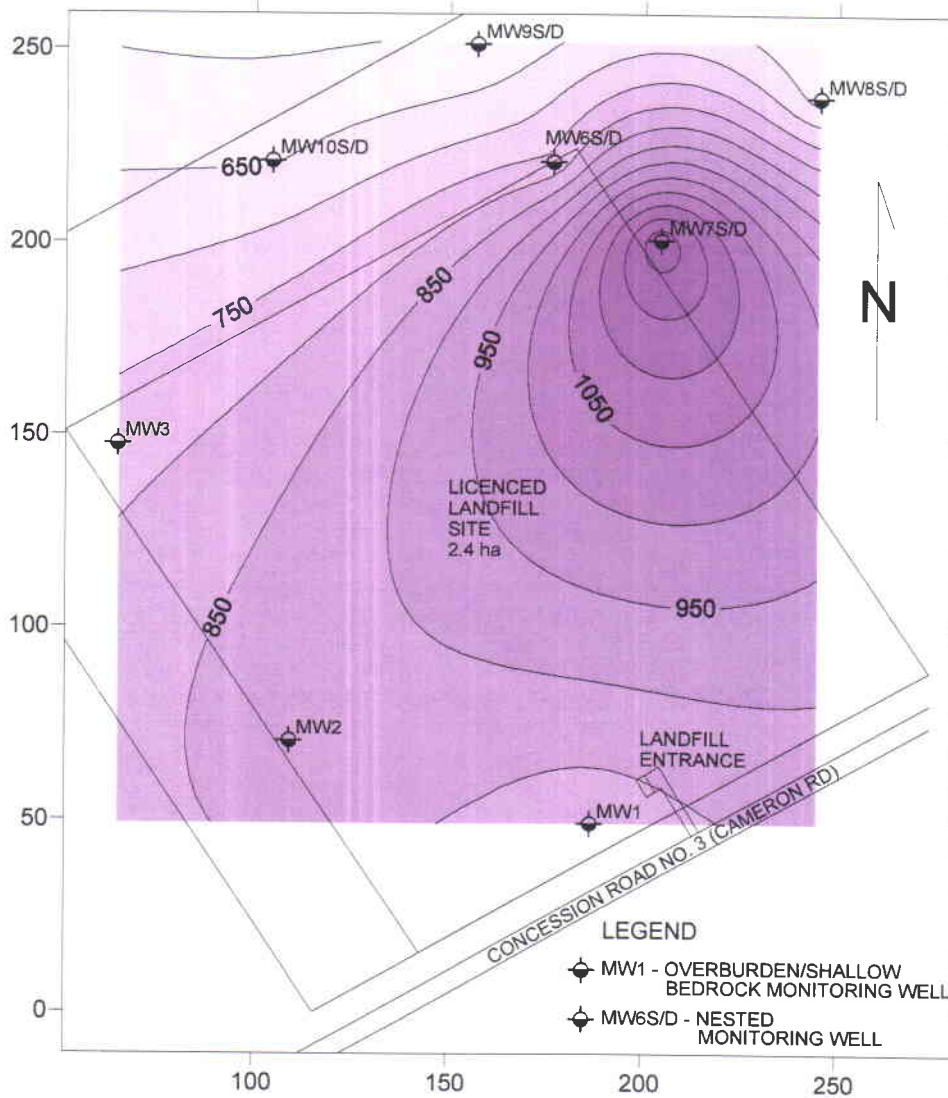 250
200
150
100
50
0
100
150
200
250
MW9S/D
MW8S/D
MW10S/D
MW6S/D
650
MW7S/D
850
750
N
950
1050
MW3
LICENCED
LANDFILL
SITE
2.4 ha
850
950
MW2
LANDFILL
ENTRANCE
MW1
CONCESSION ROAD NO. 3 (CAMERON RD)
LEGEND
MW1 - OVERBURDEN/SHALLOW
BEDROCK MONITORING WELL
MW6S/D - NESTED
MONITORING WELL